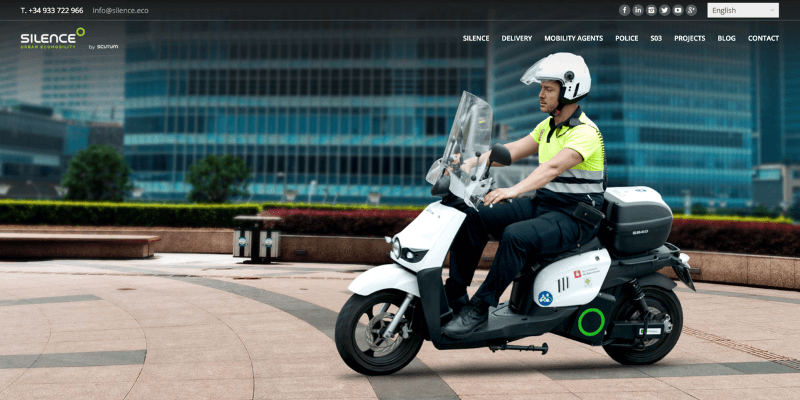 T. +34 933 722 966 info@silence.eco English
SILENCE
URBAN ECOMOBILITY by SCUTUM
SILENCE DELIVERY MOBILITY AGENTS POLICE S03 PROJECTS BLOG CONTACT
SB40